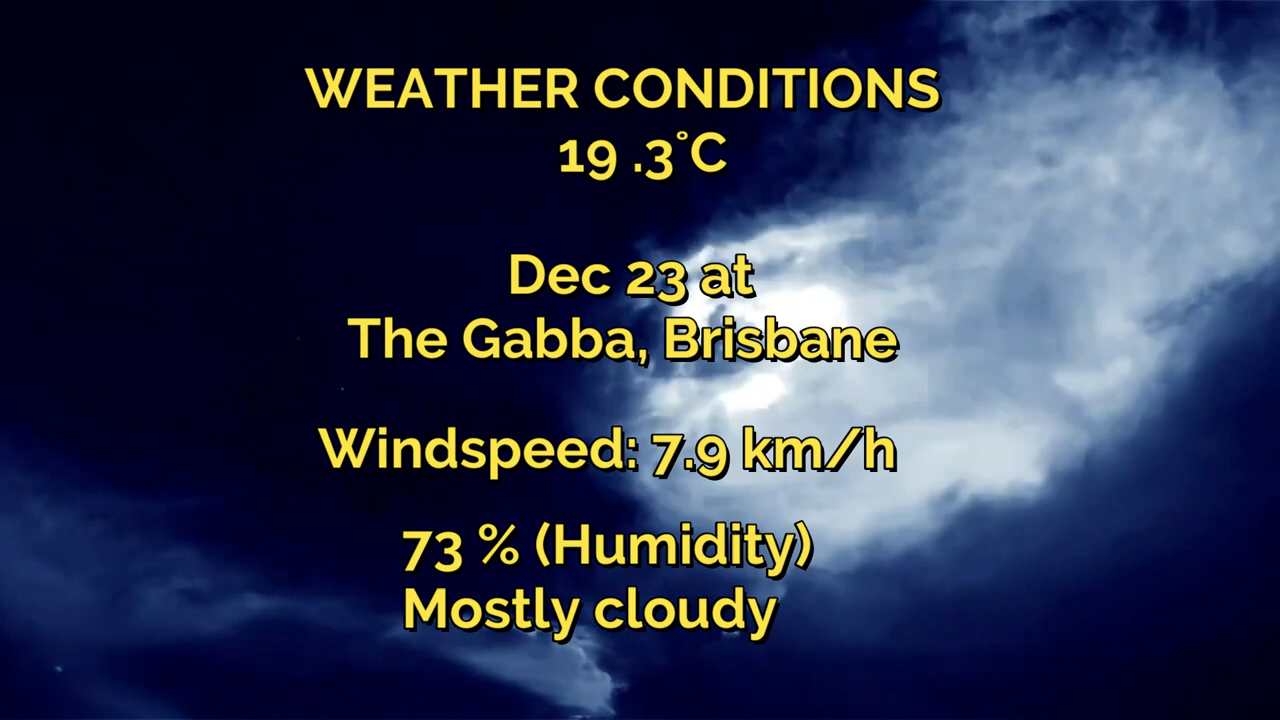 WEATHER CONDITIONS
19 .3°C
Dec 23 at
The Gabba, Brisbane
Windspeed: 7.9 km/h
73 % (Humidity)
Mostly cloudy